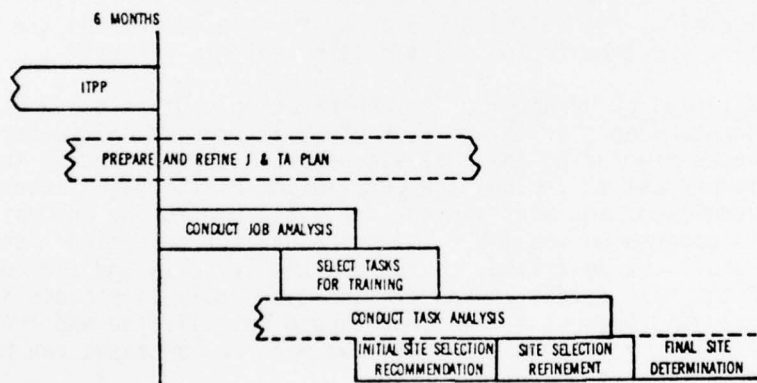 6 MONTHS
ITPP
PREPARE AND REFINE J & TA PLAN
CONDUCT JOB ANALYSIS
SELECT TASKS
FOR TRAINING
CONDUCT TASK ANALYSIS
INITIAL SITE SELECTION
RECOMMENDATION
SITE SELECTION
REFINEMENT
FINAL SITE
DETERMINATION